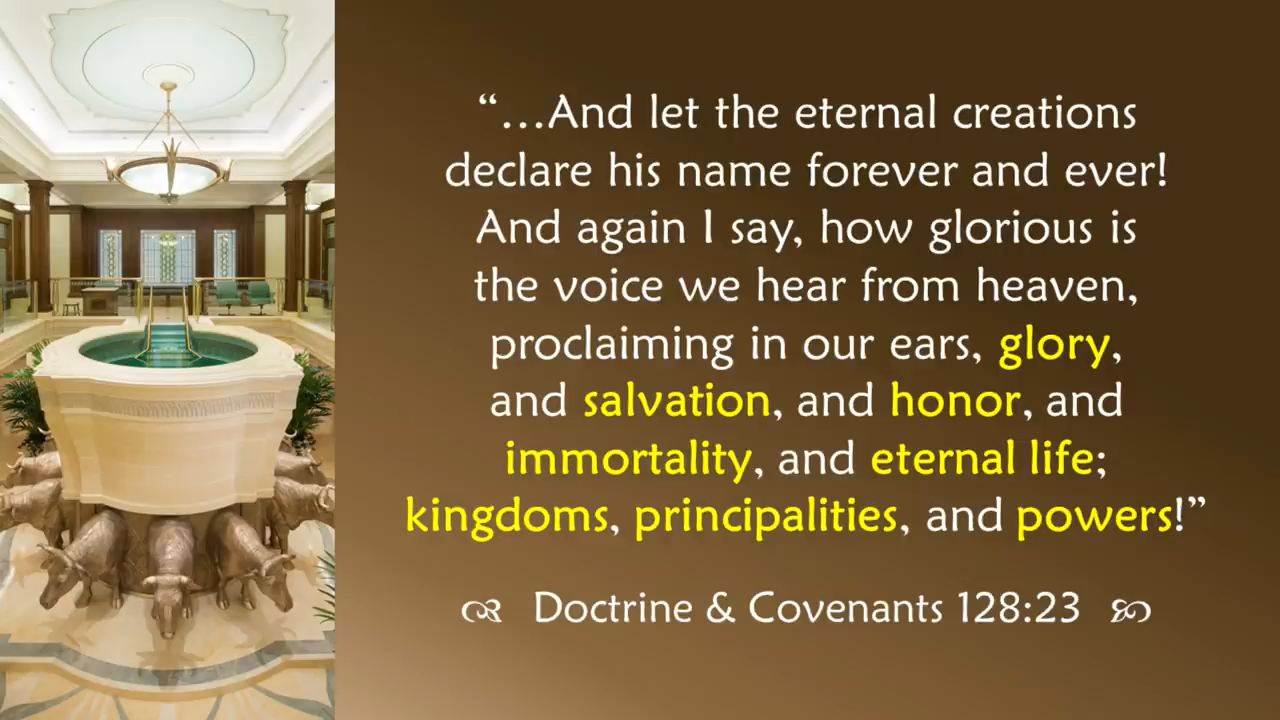 “…And let the eternal creations
declare his name forever and ever!
And again I say, how glorious is
the voice we hear from heaven,
proclaiming in our ears, glory,
and salvation, and honor, and
immortality, and eternal life;
kingdoms, principalities, and powers!”
Doctrine & Covenants 128:23